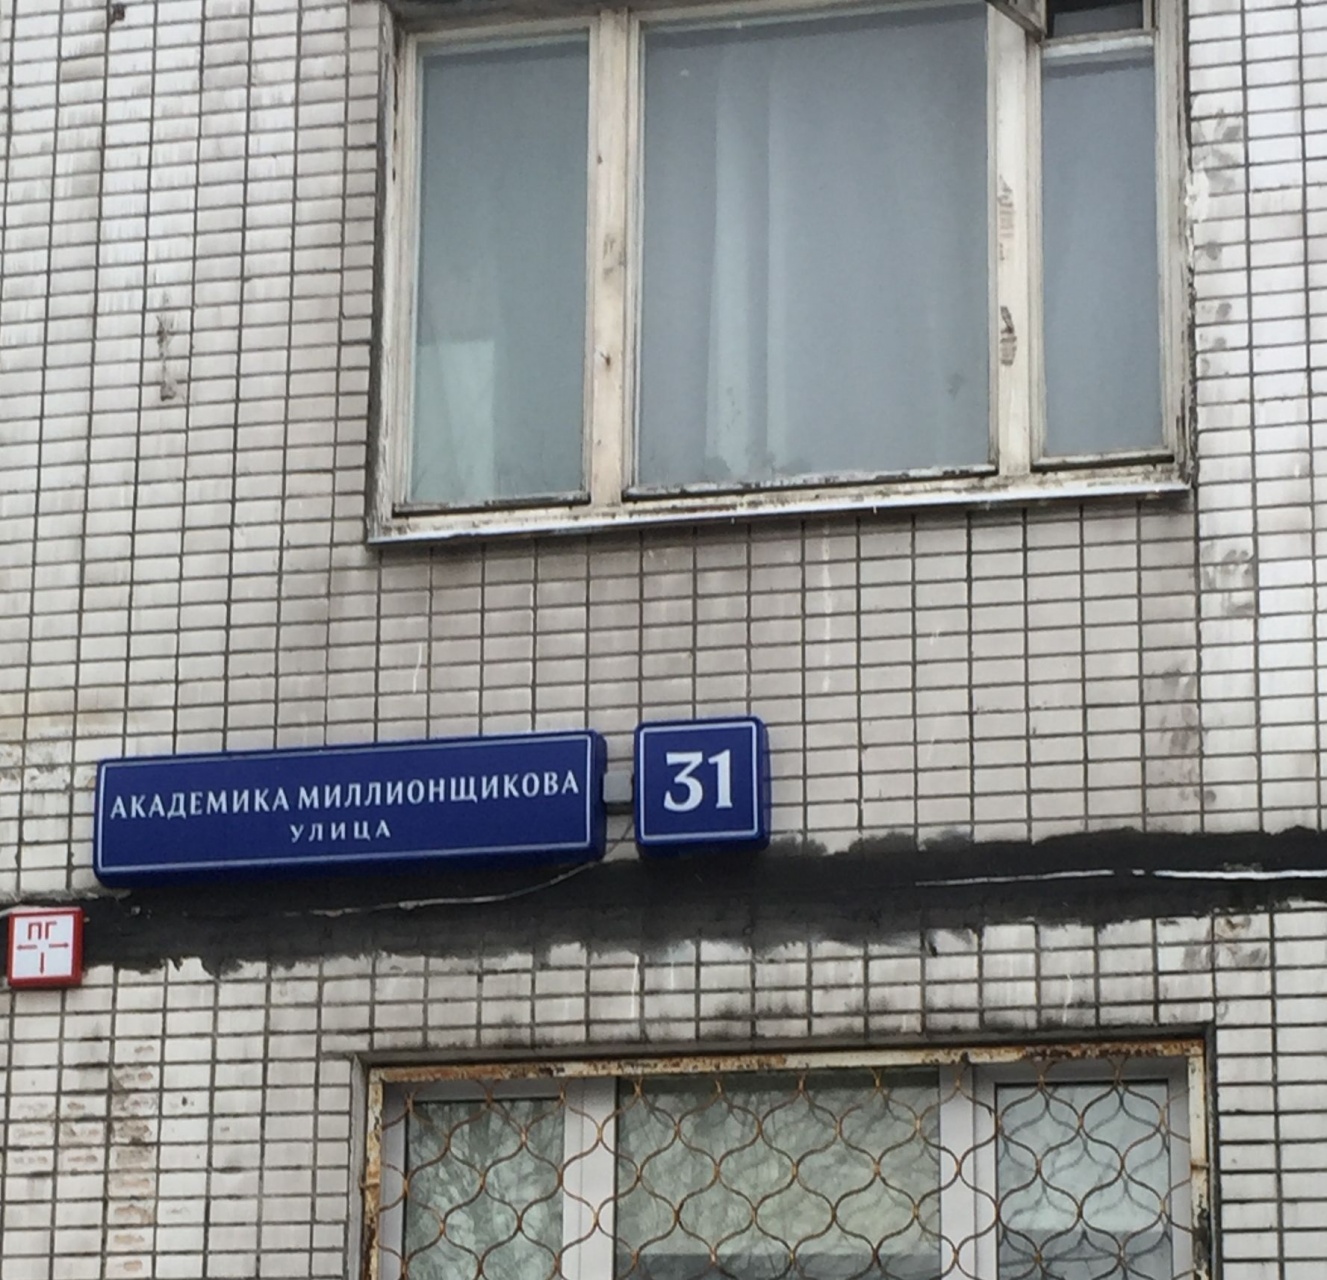 АКАДЕМИКА МИЛЛИОНЩИКОВА
УЛИЦА
31
ПГ